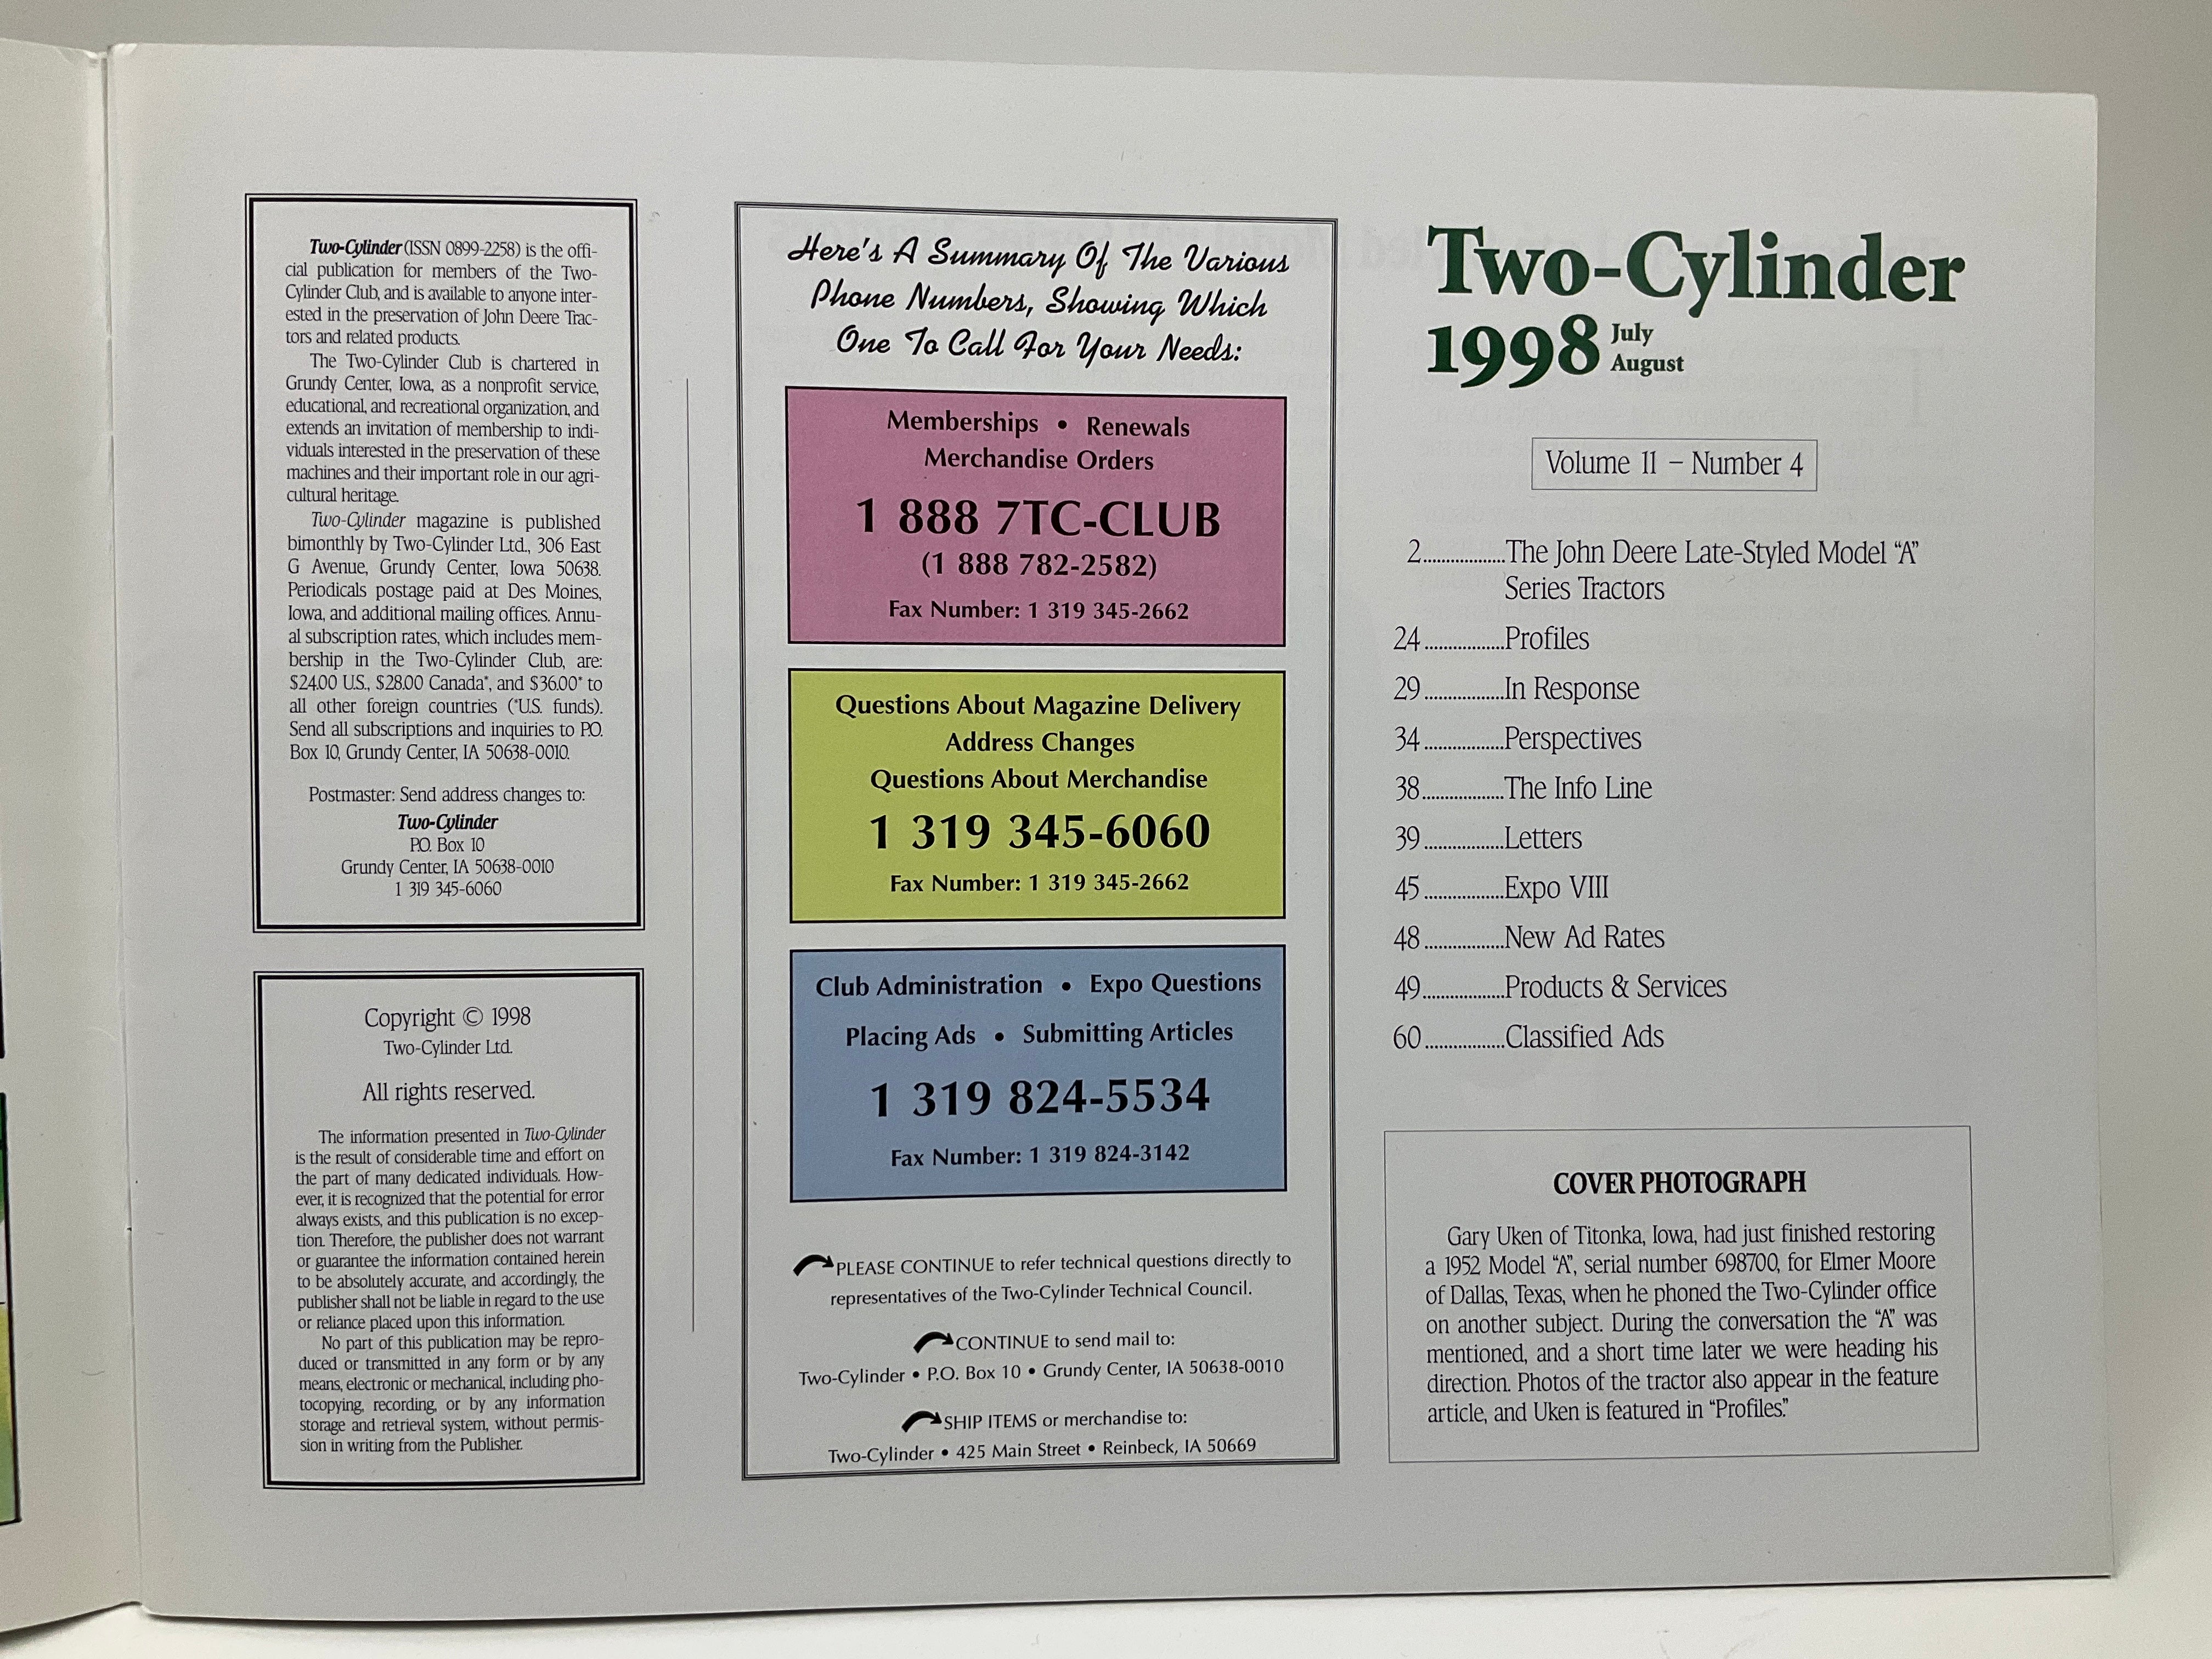 Two-Cylinder (ISSN 0899-2258) is the offi-
cial publication for members of the Two-
Cylinder Club, and is available to anyone inter-
ested in the preservation of John Deere Trac-
tors and related products.
The Two-Cylinder Club is chartered in
Grundy Center, Iowa, as a nonprofit service,
educational, and recreational organization, and
extends an invitation of membership to indi-
viduals interested in the preservation of these
machines and their important role in our agri-
cultural heritage.
Two-Cylinder magazine is published
bimonthly by Two-Cylinder Ltd., 306 East
G Avenue, Grundy Center, Iowa 50638.
Periodicals postage paid at Des Moines,
Iowa, and additional mailing offices. Annu-
al subscription rates, which includes mem-
bership in the Two-Cylinder Club, are:
$24.00 U.S., $28.00 Canada*, and $36.00* to
all other foreign countries (*U.S. funds).
Send all subscriptions and inquiries to P.O.
Box 10, Grundy Center, IA 50638-0010.
Postmaster: Send address changes to:
Two-Cylinder
P.O. Box 10
Grundy Center, IA 50638-0010
1 319 345-6060
Copyright © 1998
Two-Cylinder Ltd.
All rights reserved.
The information presented in Two-Cylinder
is the result of considerable time and effort on
the part of many dedicated individuals. How-
ever, it is recognized that the potential for error
always exists, and this publication is no excep-
tion. Therefore, the publisher does not warrant
or guarantee the information contained herein
to be absolutely accurate, and accordingly, the
publisher shall not be liable in regard to the use
or reliance placed upon this information.
No part of this publication may be repro-
duced or transmitted in any form or by any
means, electronic or mechanical, including pho-
tocopying, recording, or by any information
storage and retrieval system, without permis-
sion in writing from the Publisher.
Here's A Summary Of The Various
Phone Numbers, Showing Which
One To Call For Your Needs:
Memberships • Renewals
Merchandise Orders
1 888 7TC-CLUB
(1 888 782-2582)
Fax Number: 1 319 345-2662
Questions About Magazine Delivery
Address Changes
Questions About Merchandise
1 319 345-6060
Fax Number: 1 319 345-2662
Club Administration • Expo Questions
Placing Ads • Submitting Articles
1 319 824-5534
Fax Number: 1 319 824-3142
PLEASE CONTINUE to refer technical questions directly to
representatives of the Two-Cylinder Technical Council.
CONTINUE to send mail to:
Two-Cylinder • P.O. Box 10 • Grundy Center, IA 50638-0010
SHIP ITEMS or merchandise to:
Two-Cylinder • 425 Main Street • Reinbeck, IA 50669
Two-Cylinder
1998 July
August
Volume 11 – Number 4
2..................The John Deere Late-Styled Model “A”
Series Tractors
24.................Profiles
29.................In Response
34.................Perspectives
38.................The Info Line
39.................Letters
45.................Expo VIII
48.................New Ad Rates
49.................Products & Services
60.................Classified Ads
COVER PHOTOGRAPH
Gary Uken of Titonka, Iowa, had just finished restoring
a 1952 Model “A”, serial number 698700, for Elmer Moore
of Dallas, Texas, when he phoned the Two-Cylinder office
on another subject. During the conversation the “A” was
mentioned, and a short time later we were heading his
direction. Photos of the tractor also appear in the feature
article, and Uken is featured in “Profiles.”